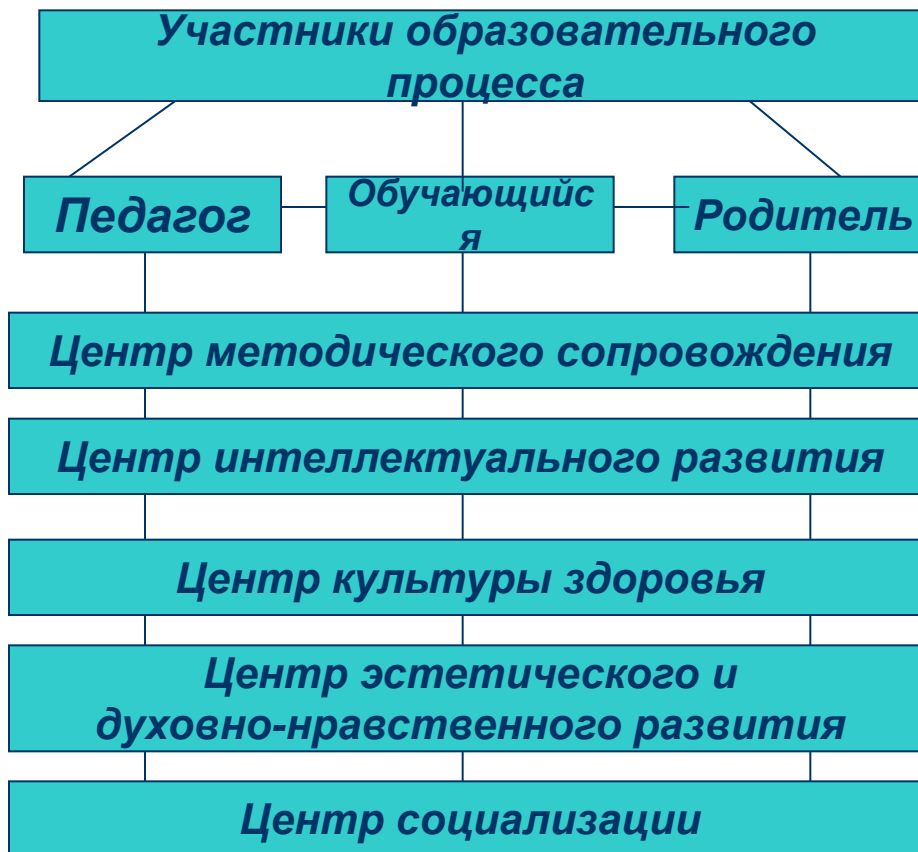 Участники образовательного
процесса
Педагог
Обучающийс
я
Родитель
Центр методического сопровождения
Центр интеллектуального развития
Центр культуры здоровья
Центр эстетического и
духовно-нравственного развития
Центр социализации